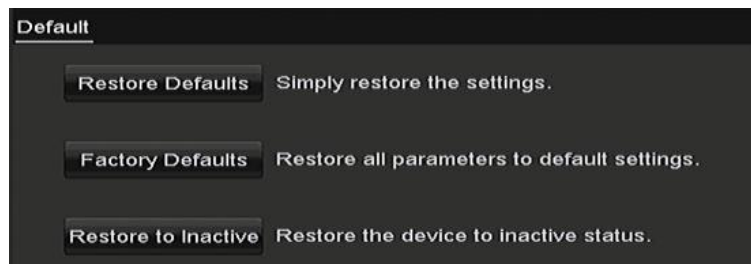 Default
Restore Defaults Simply restore the settings.
Factory Defaults Restore all parameters to default settings.
Restore to Inactive Restore the device to inactive status.